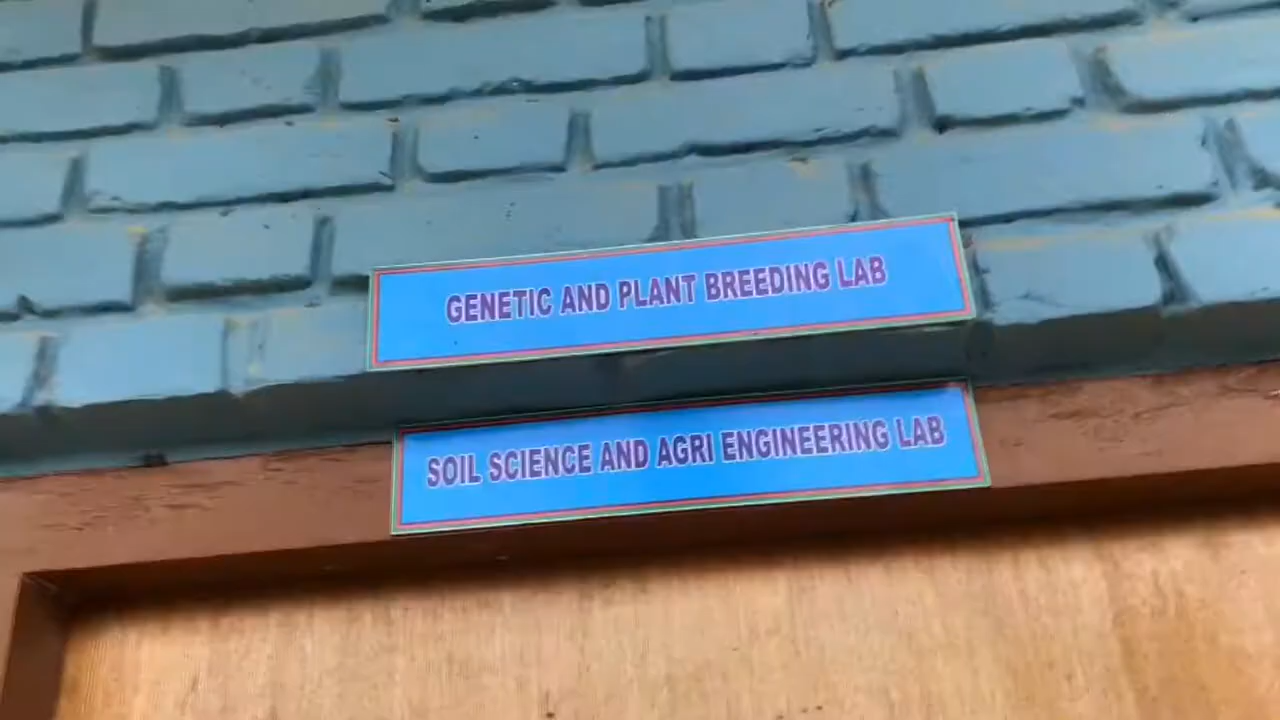 GENETIC AND PLANT BREEDING LAB
SOIL SCIENCE AND AGRI ENGINEERING LAB